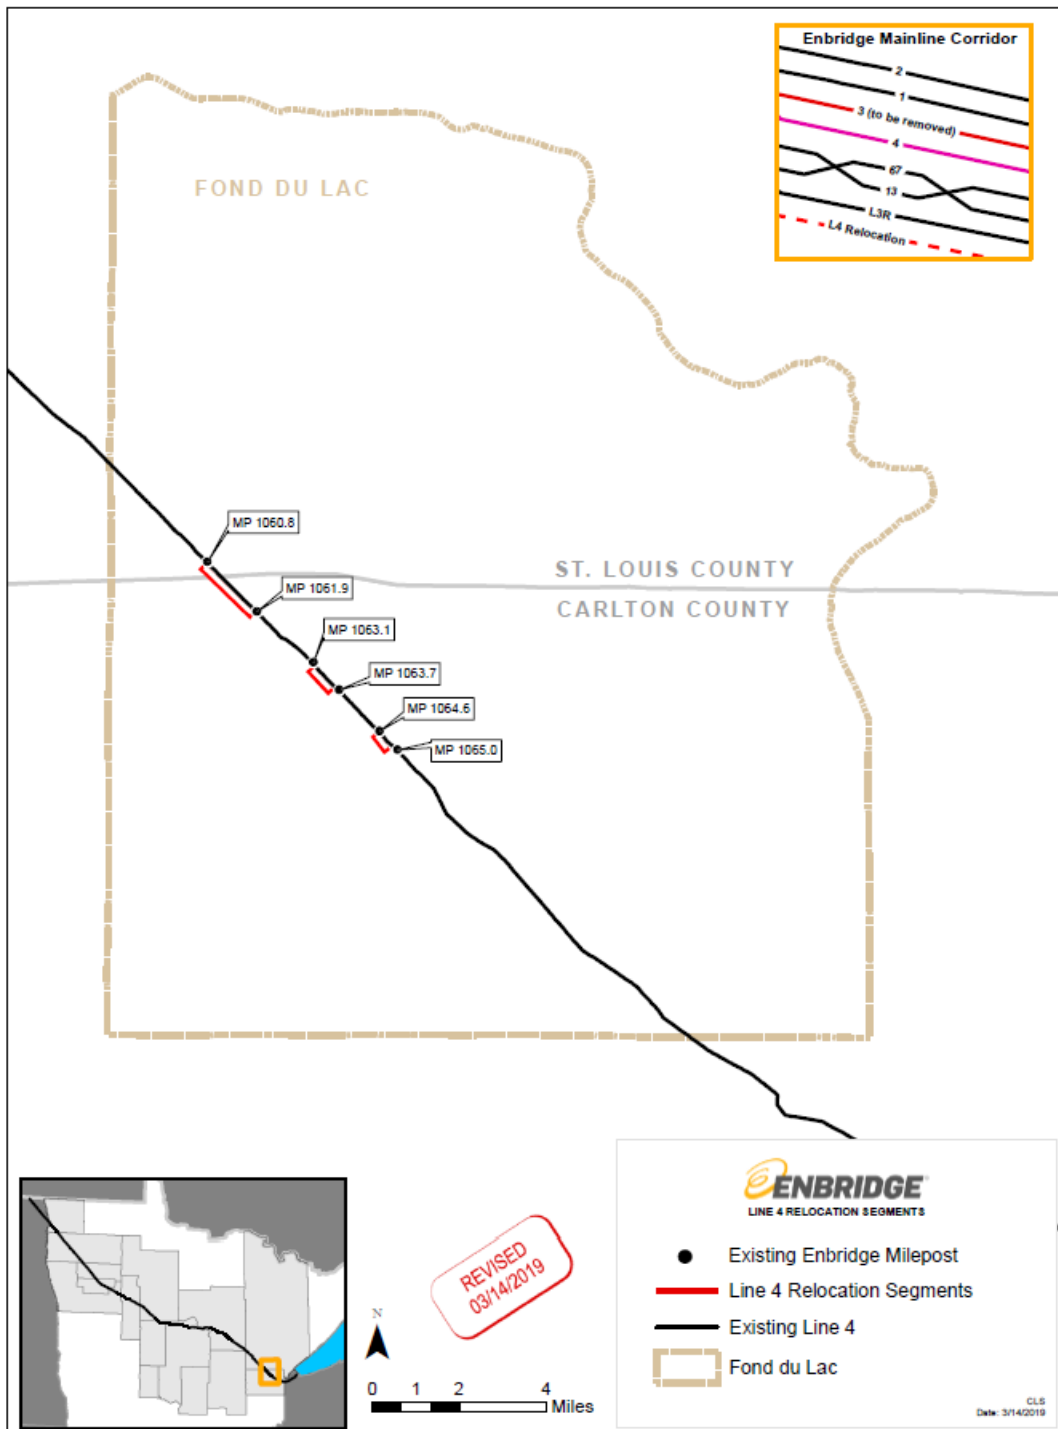 Enbridge Mainline Corridor
2
1
3 (to be removed)
4
67
13
L3R
L4 Relocation
FOND DU LAC
MP 1060.8
ST. LOUIS COUNTY
CARLTON COUNTY
MP 1061.9
MP 1063.1
MP 1063.7
MP 1064.6
MP 1065.0
REVISED
03/14/2019
N
0 1 2 4
Miles
ENBRIDGE
LINE 4 RELOCATION SEGMENTS
Existing Enbridge Milepost
Line 4 Relocation Segments
Existing Line 4
Fond du Lac
CLS
Date: 3/14/2019